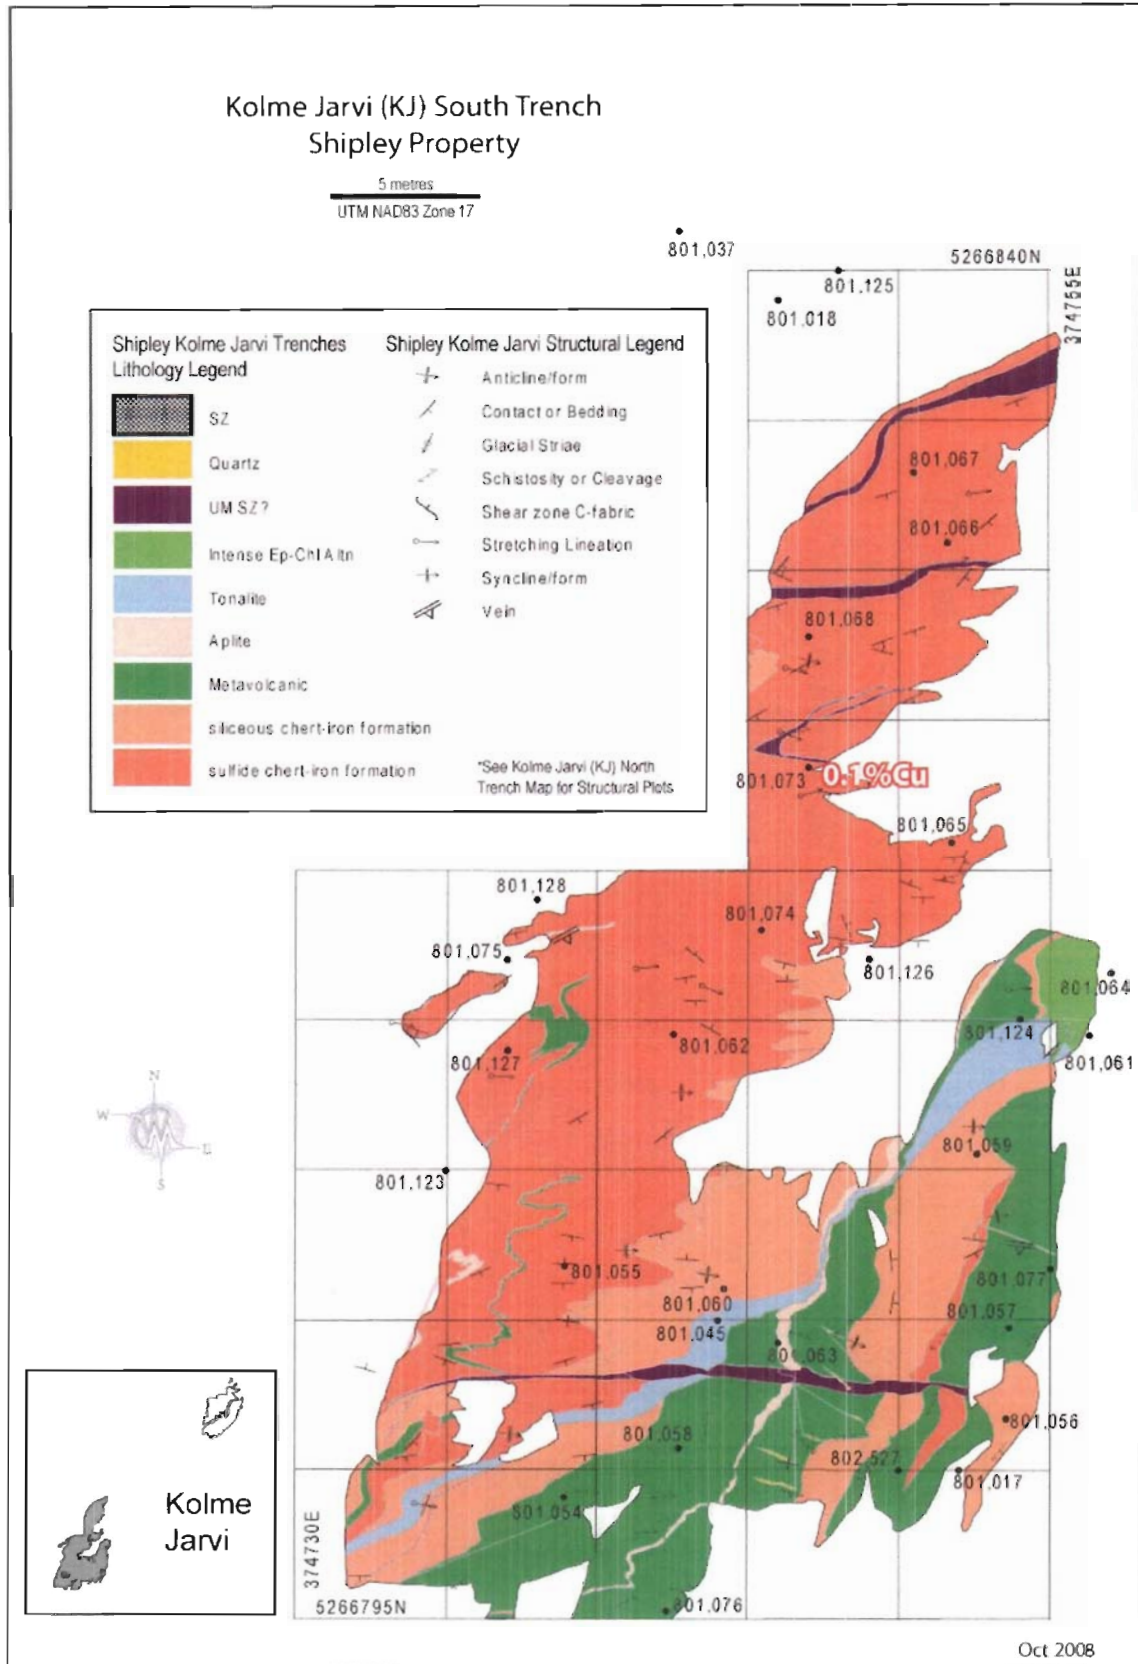 Kolme Jarvi (KJ) South Trench
Shipley Property
5 metres
UTM NAD83 Zone 17
801,037
5266840N
801,125
374755E
801,018
Shipley Kolme Jarvi Trenches
Lithology Legend
SZ
Quartz
UM SZ?
Intense Ep-Chl Altn
Tonalite
Aplite
Metavolcanic
siliceous chert-iron formation
sulfide chert-iron formation
Shipley Kolme Jarvi Structural Legend
Anticline/form
Contact or Bedding
Glacial Striae
Schistosity or Cleavage
Shear zone C-fabric
Stretching Lineation
Syncline/form
Vein
*See Kolme Jarvi (KJ) North
Trench Map for Structural Plots
801,067
801,066
801,068
801,073
0.1%Cu
801,065
801,128
801,074
801,075
801,126
801,064
801,124
801,062
801,127
801,061
N
W
E
S
801,059
801,123
801,055
801,077
801,060
801,057
801,045
801,063
801,056
801,058
802,527
801,017
801,054
Kolme
Jarvi
374730E
5266795N
801,076
Oct 2008